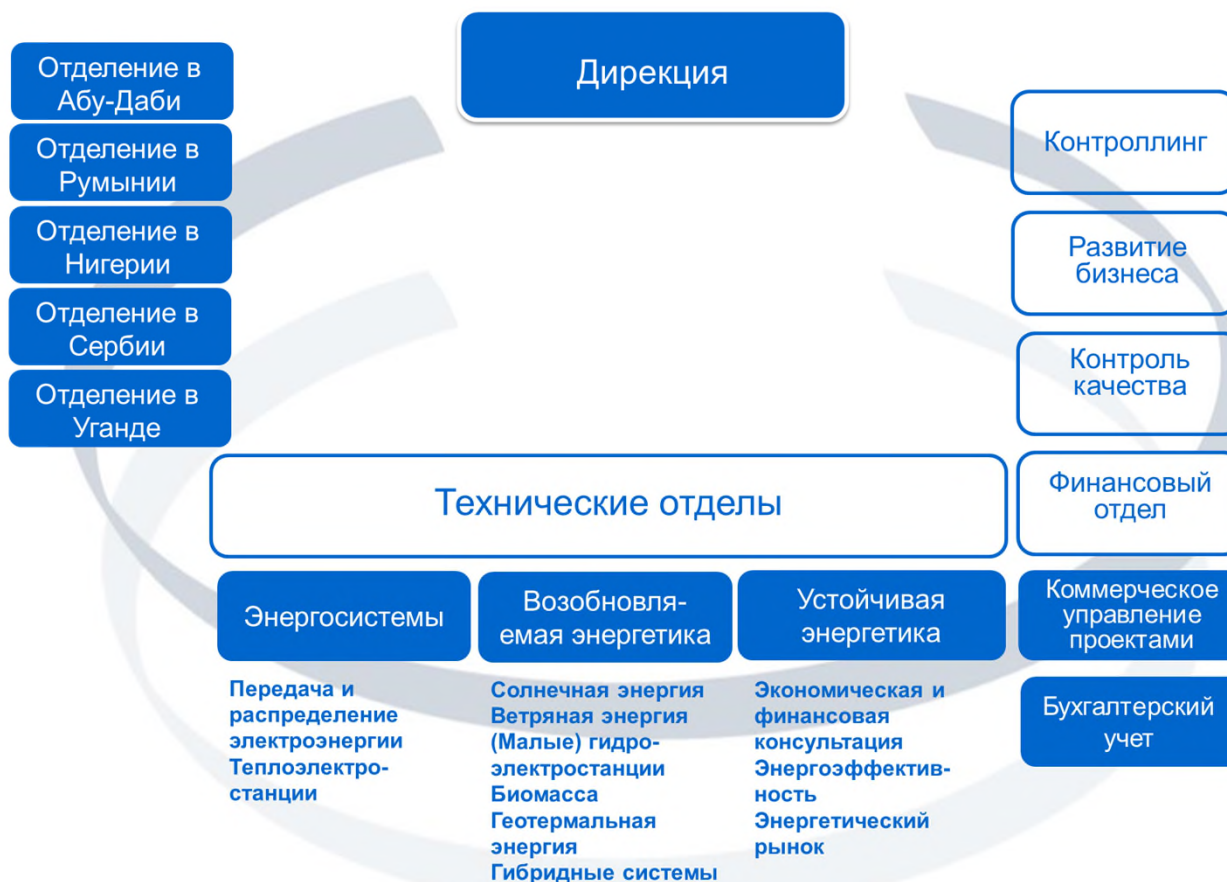 Дирекция
Отделение в
Абу-Даби
Отделение в
Румынии
Отделение в
Нигерии
Отделение в
Сербии
Отделение в
Уганде
Контроллинг
Развитие
бизнеса
Контроль
качества
Финансовый
отдел
Коммерческое
управление
проектами
Бухгалтерский
учет
Технические отделы
Энергосистемы
Передача и
распределение
электроэнергии
Теплоэлектро-
станции
Возобновля-
емая энергетика
Солнечная энергия
Ветряная энергия
(Малые) гидро-
электростанции
Биомасса
Геотермальная
энергия
Гибридные системы
Устойчивая
энергетика
Экономическая и
финансовая
консультация
Энергоэффектив-
ность
Энергетический
рынок